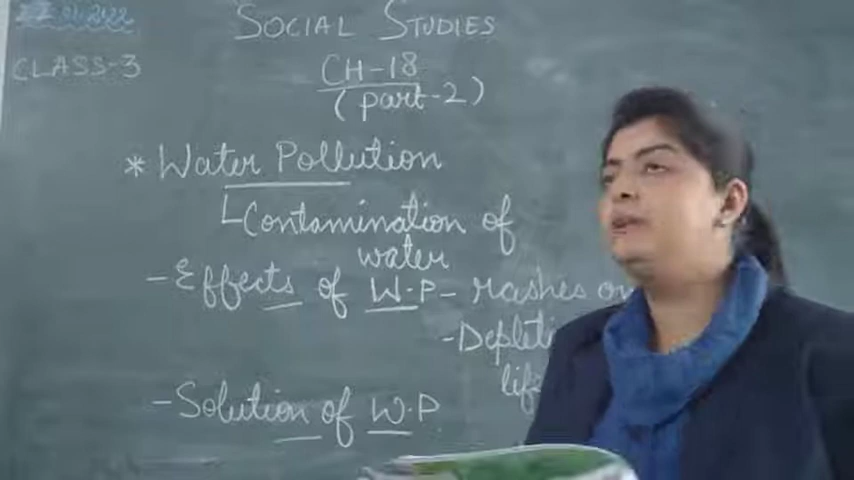 CLASS-3
SOCIAL STUDIES
CH-18
(part-2)
* Water Pollution
Contamination of
water
- Effects of W.P - rashes on
-
- Solution of W.P.